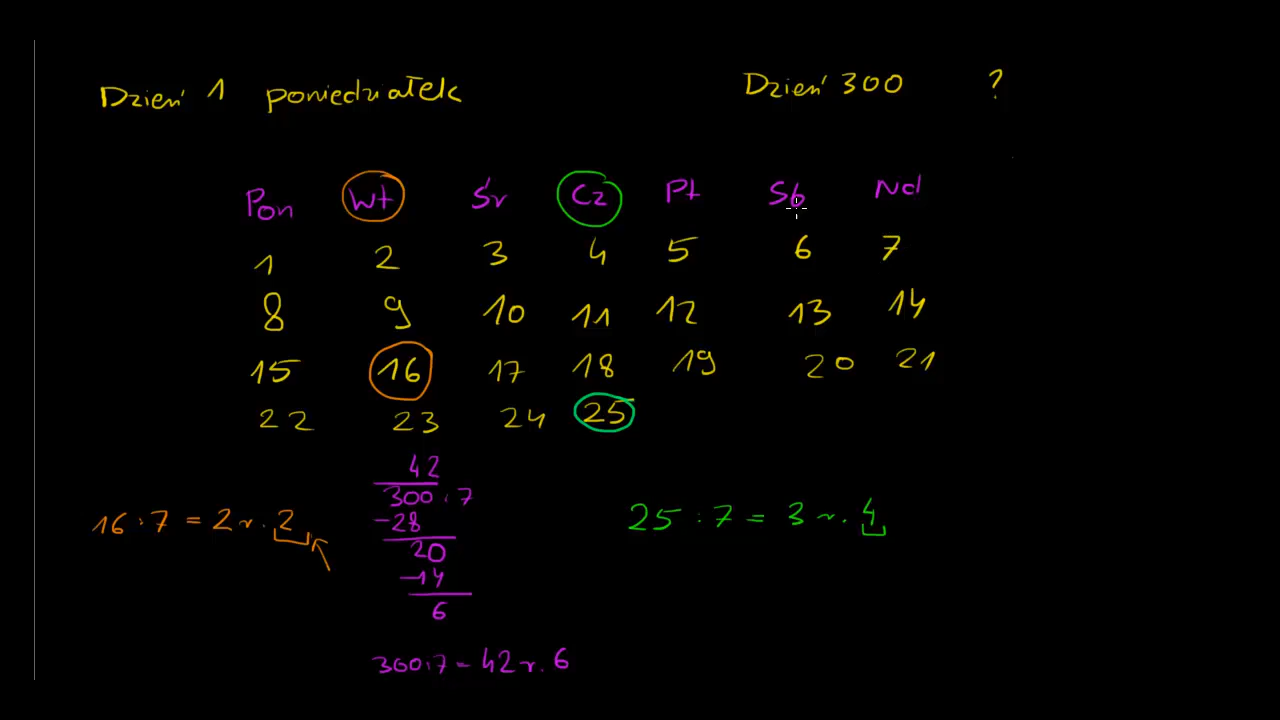 Dzień 1 poniedziałek Dzień 300 ?
Pon Wt Śr Cz Pt Sb Nd
1 2 3 4 5 6 7
8 9 10 11 12 13 14
15 16 17 18 19 20 21
22 23 24 25
42
300:7
-28
20
-14
6
16:7=2 r. 2
25:7=3 r. 4
300:7=42 r. 6